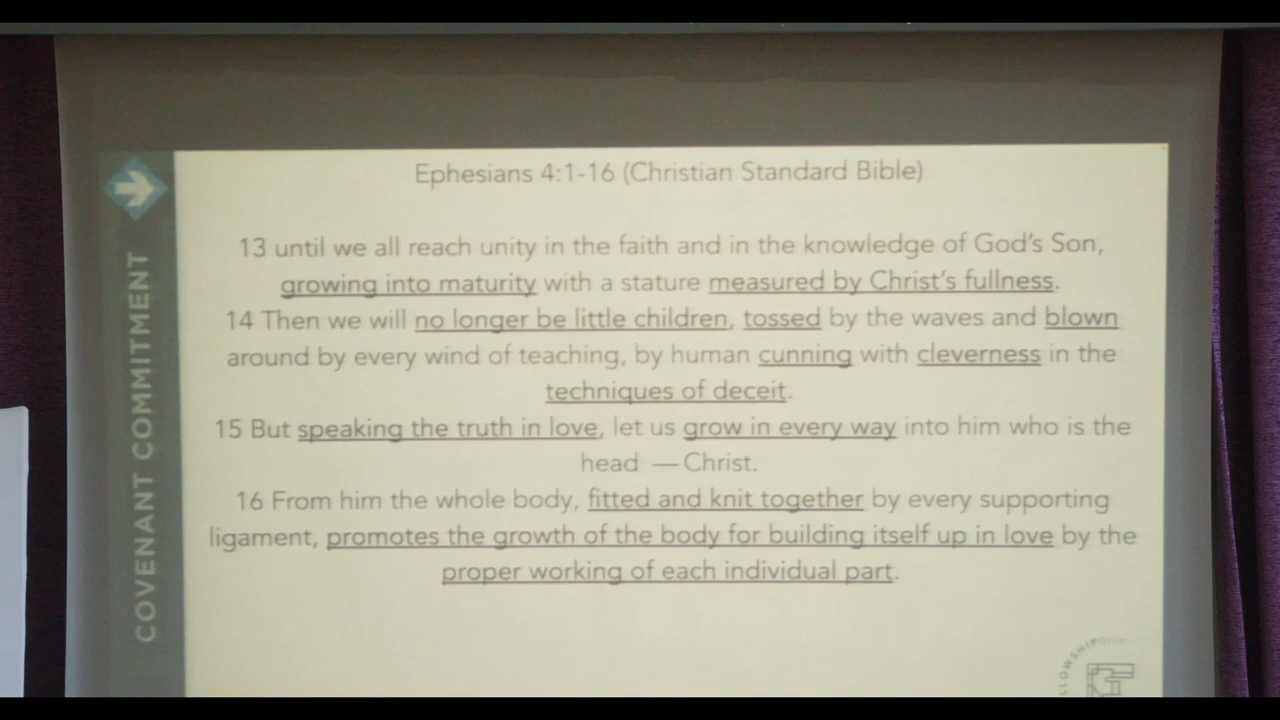 Ephesians 4:1-16 (Christian Standard Bible)
13 until we all reach unity in the faith and in the knowledge of God's Son,
growing into maturity with a stature measured by Christ's fullness.
14 Then we will no longer be little children, tossed by the waves and blown
around by every wind of teaching, by human cunning with cleverness in the
techniques of deceit.
15 But speaking the truth in love, let us grow in every way into him who is the
head — Christ.
16 From him the whole body, fitted and knit together by every supporting
ligament, promotes the growth of the body for building itself up in love by the
proper working of each individual part.
COVENANT COMMITMENT
LLOWSHIPCITY